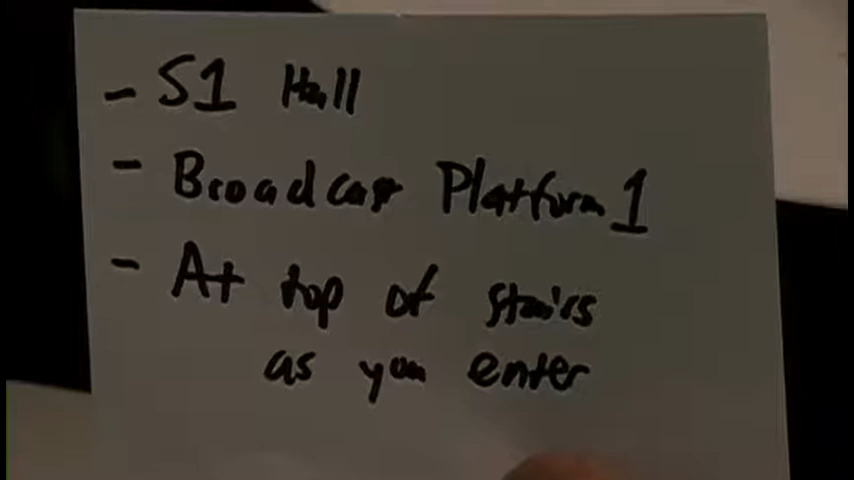 - S1 Hall
- Broadcast Platform 1
- At top of stairs
as you enter